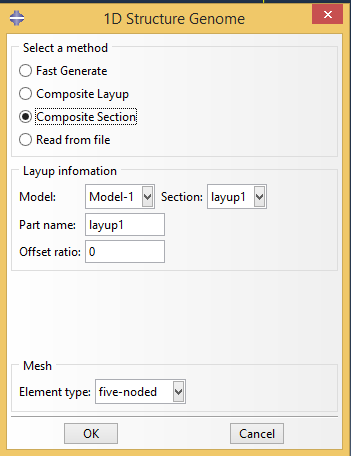 1D Structure Genome
Select a method
Fast Generate
Composite Layup
Composite Section
Read from file
Layup infomation
Model: Model-1 Section: layup1
Part name: layup1
Offset ratio: 0
Mesh
Element type: five-noded
OK Cancel